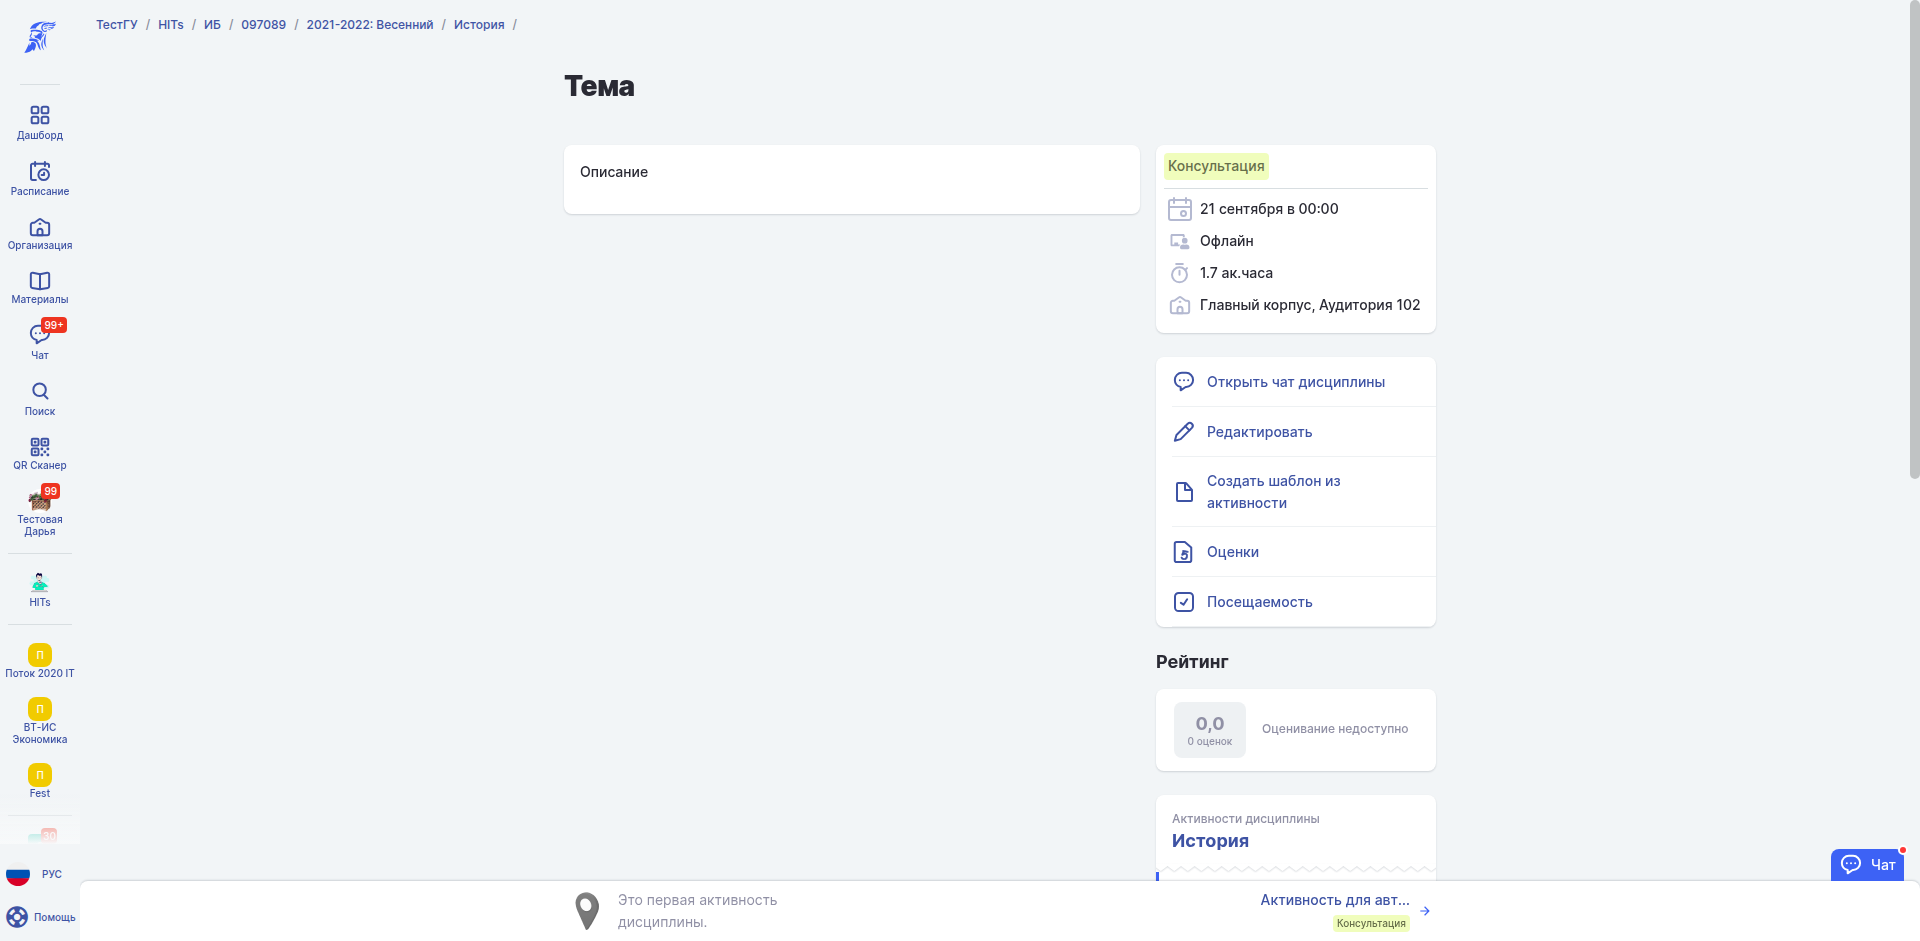 ТестГУ / HITs / ИБ / 097089 / 2021-2022: Весенний / История /
Тема
Описание
Консультация
21 сентября в 00:00
Офлайн
1.7 ак.часа
Главный корпус, Аудитория 102
Открыть чат дисциплины
Редактировать
Создать шаблон из
активности
Оценки
Посещаемость
Рейтинг
0,0
0 оценок
Оценивание недоступно
Активности дисциплины
История
Дашборд
Расписание
Организация
Материалы
99+
Чат
Поиск
QR Сканер
99
Тестовая
Дарья
HITs
П
Поток 2020 IT
П
ВТ-ИС
Экономика
П
Fest
30
РУС
Помощь
Это первая активность
дисциплины.
Активность для авт...
Консультация
Чат